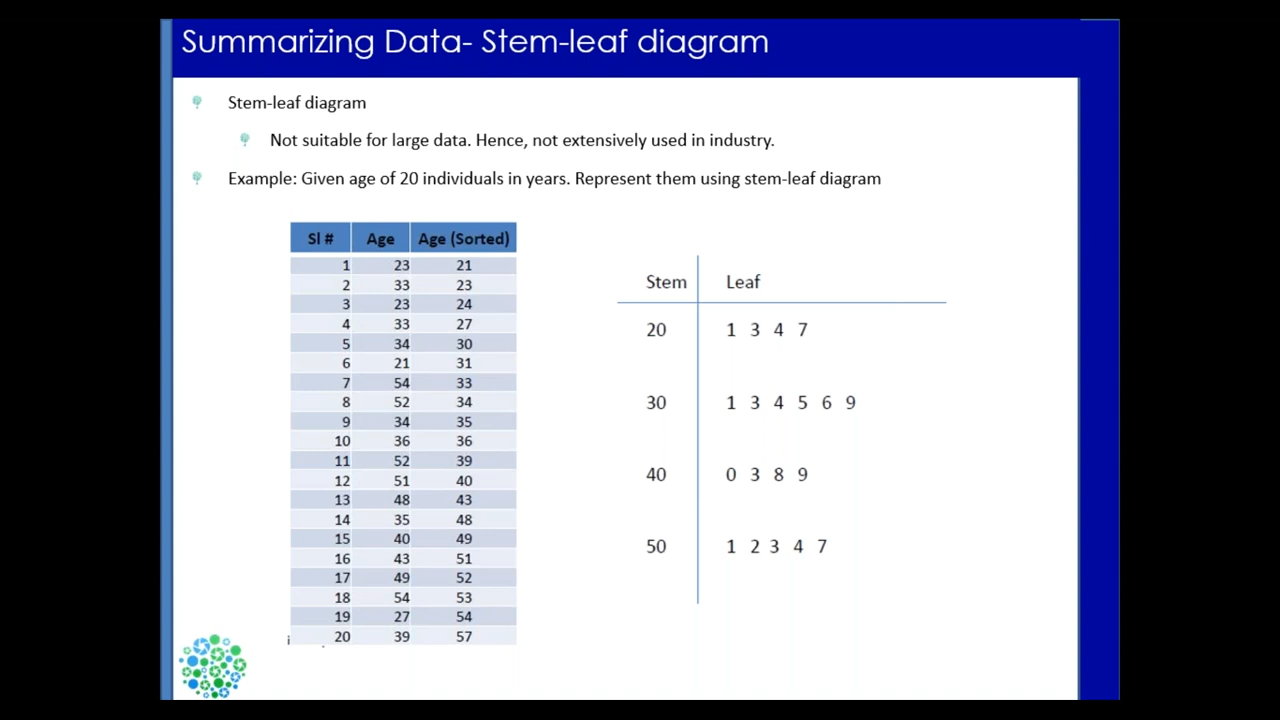 Summarizing Data- Stem-leaf diagram
Stem-leaf diagram
Not suitable for large data. Hence, not extensively used in industry.
Example: Given age of 20 individuals in years. Represent them using stem-leaf diagram
Sl # Age Age (Sorted)
1 23 21
2 33 23
3 23 24
4 33 27
5 34 30
6 21 31
7 54 33
8 52 34
9 34 35
10 36 36
11 52 39
12 51 40
13 48 43
14 35 48
15 40 49
16 43 51
17 49 52
18 54 53
19 27 54
20 39 57
Stem Leaf
20 1 3 4 7
30 1 3 4 5 6 9
40 0 3 8 9
50 1 2 3 4 7